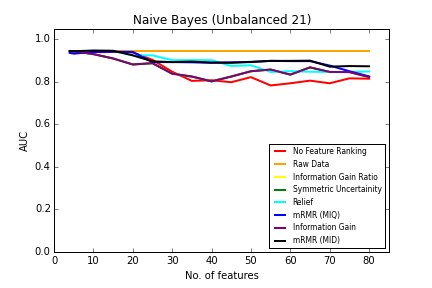 Naive Bayes (Unbalanced 21)
1.0
0.8
0.6
0.4
0.2
0.0
AUC
0 10 20 30 40 50 60 70 80
No. of features
No Feature Ranking
Raw Data
Information Gain Ratio
Symmetric Uncertainity
Relief
mRMR (MIQ)
Information Gain
mRMR (MID)